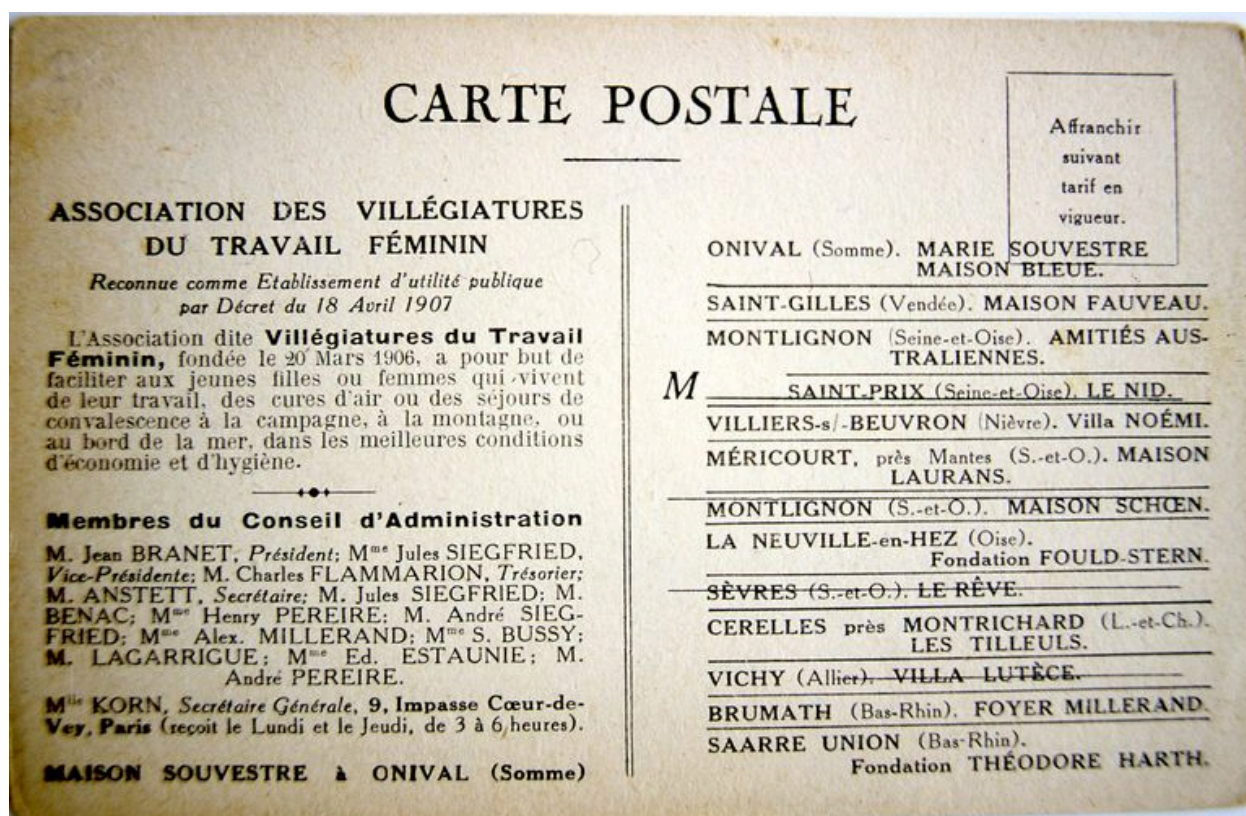 CARTE POSTALE
Affranchir
suivant
tarif en
vigueur.
ASSOCIATION DES VILLÉGIATURES
DU TRAVAIL FÉMININ
Reconnue comme Etablissement d'utilité publique
par Décret du 18 Avril 1907
L'Association dite Villégiatures du Travail
Féminin, fondée le 20 Mars 1906, a pour but de
faciliter aux jeunes filles ou femmes qui vivent
de leur travail, des cures d'air ou des séjours de
convalescence à la campagne, à la montagne, ou
au bord de la mer, dans les meilleures conditions
d'économie et d'hygiène.
Membres du Conseil d'Administration
M. Jean BRANET, Président; Mme Jules SIEGFRIED,
Vice-Présidente; M. Charles FLAMMARION, Trésorier;
M. ANSTETT, Secrétaire; M. Jules SIEGFRIED; M.
BENAC; Mme Henry PEREIRE; M. André SIEG-
FRIED; Mme Alex. MILLERAND; Mme S. BUSSY;
M. LAGARRIGUE; Mme Ed. ESTAUNIE; M.
André PEREIRE.
Mlle KORN, Secrétaire Générale, 9, Impasse Cœur-de-
Vey, Paris (reçoit le Lundi et le Jeudi, de 3 à 6 heures).
MAISON SOUVESTRE à ONIVAL (Somme)
ONIVAL (Somme). MARIE SOUVESTRE
MAISON BLEUE.
SAINT-GILLES (Vendée). MAISON FAUVEAU.
MONTLIGNON (Seine-et-Oise). AMITIÉS AUS-
TRALIENNES.
M SAINT-PRIX (Seine-et-Oise). LE NID.
VILLIERS-s/-BEUVRON (Nièvre). Villa NOÉMI.
MÉRICOURT, près Mantes (S.-et-O.). MAISON
LAURANS.
MONTLIGNON (S.-et-O.). MAISON SCHŒN.
LA NEUVILLE-en-HEZ (Oise).
Fondation FOULD-STERN.
SÈVRES (S.-et-O.). LE RÊVE.
CERELLES près MONTRICHARD (L.-et-Ch.).
LES TILLEULS.
VICHY (Allier). VILLA LUTÈCE.
BRUMATH (Bas-Rhin). FOYER MILLERAND
SAARRE UNION (Bas-Rhin).
Fondation THÉODORE HARTH.